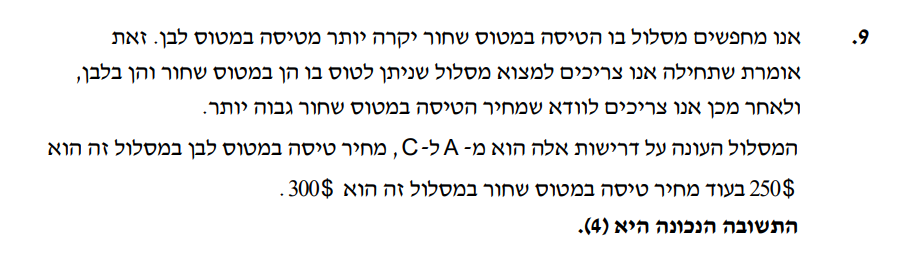 9. אנו מחפשים מסלול בו הטיסה במטוס שחור יקרה יותר מטיסה במטוס לבן. זאת
אומרת שתחילה אנו צריכים למצוא מסלול שניתן לטוס בו הן במטוס שחור והן בלבן,
ולאחר מכן אנו צריכים לוודא שמחיר הטיסה במטוס שחור גבוה יותר.
המסלול העונה על דרישות אלה הוא מ- A ל-C, מחיר טיסה במטוס לבן במסלול זה הוא
250$ בעוד מחיר טיסה במטוס שחור במסלול זה הוא 300$.
התשובה הנכונה היא (4).